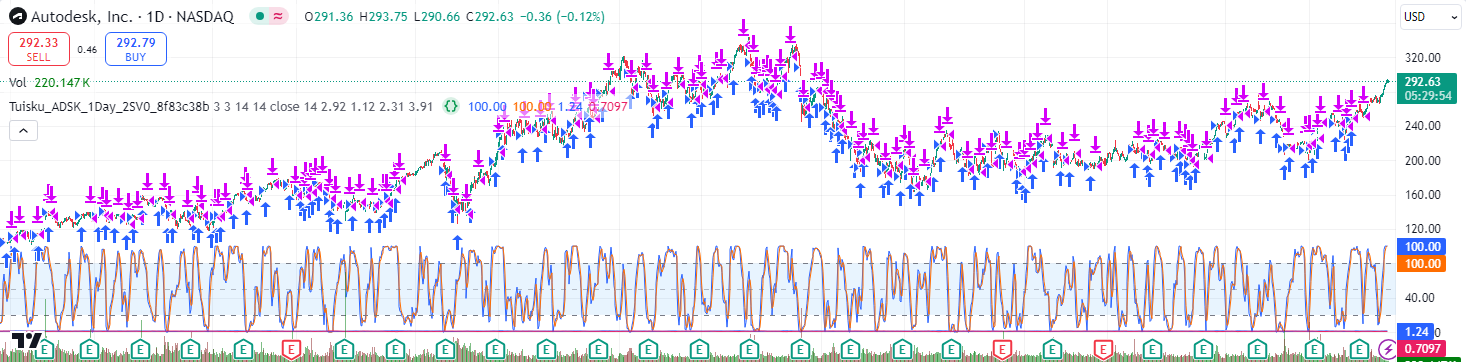 Autodesk, Inc. · 1D · NASDAQ O291.36 H293.75 L290.66 C292.63 −0.36 (−0.12%)
USD
292.33 0.46 292.79
SELL BUY
Vol 220.147 K
Tuisku_ADSK_1Day_2SV0_8f83c38b 3 3 14 14 close 14 2.92 1.12 2.31 3.91 100.00 100.00 1.24 0.7097
320.00
292.63
05:29:54
240.00
200.00
160.00
120.00
100.00
100.00
40.00
1.24
0.7097
E E E E E E E E E E E E E E E E E E E E E E E E E E E